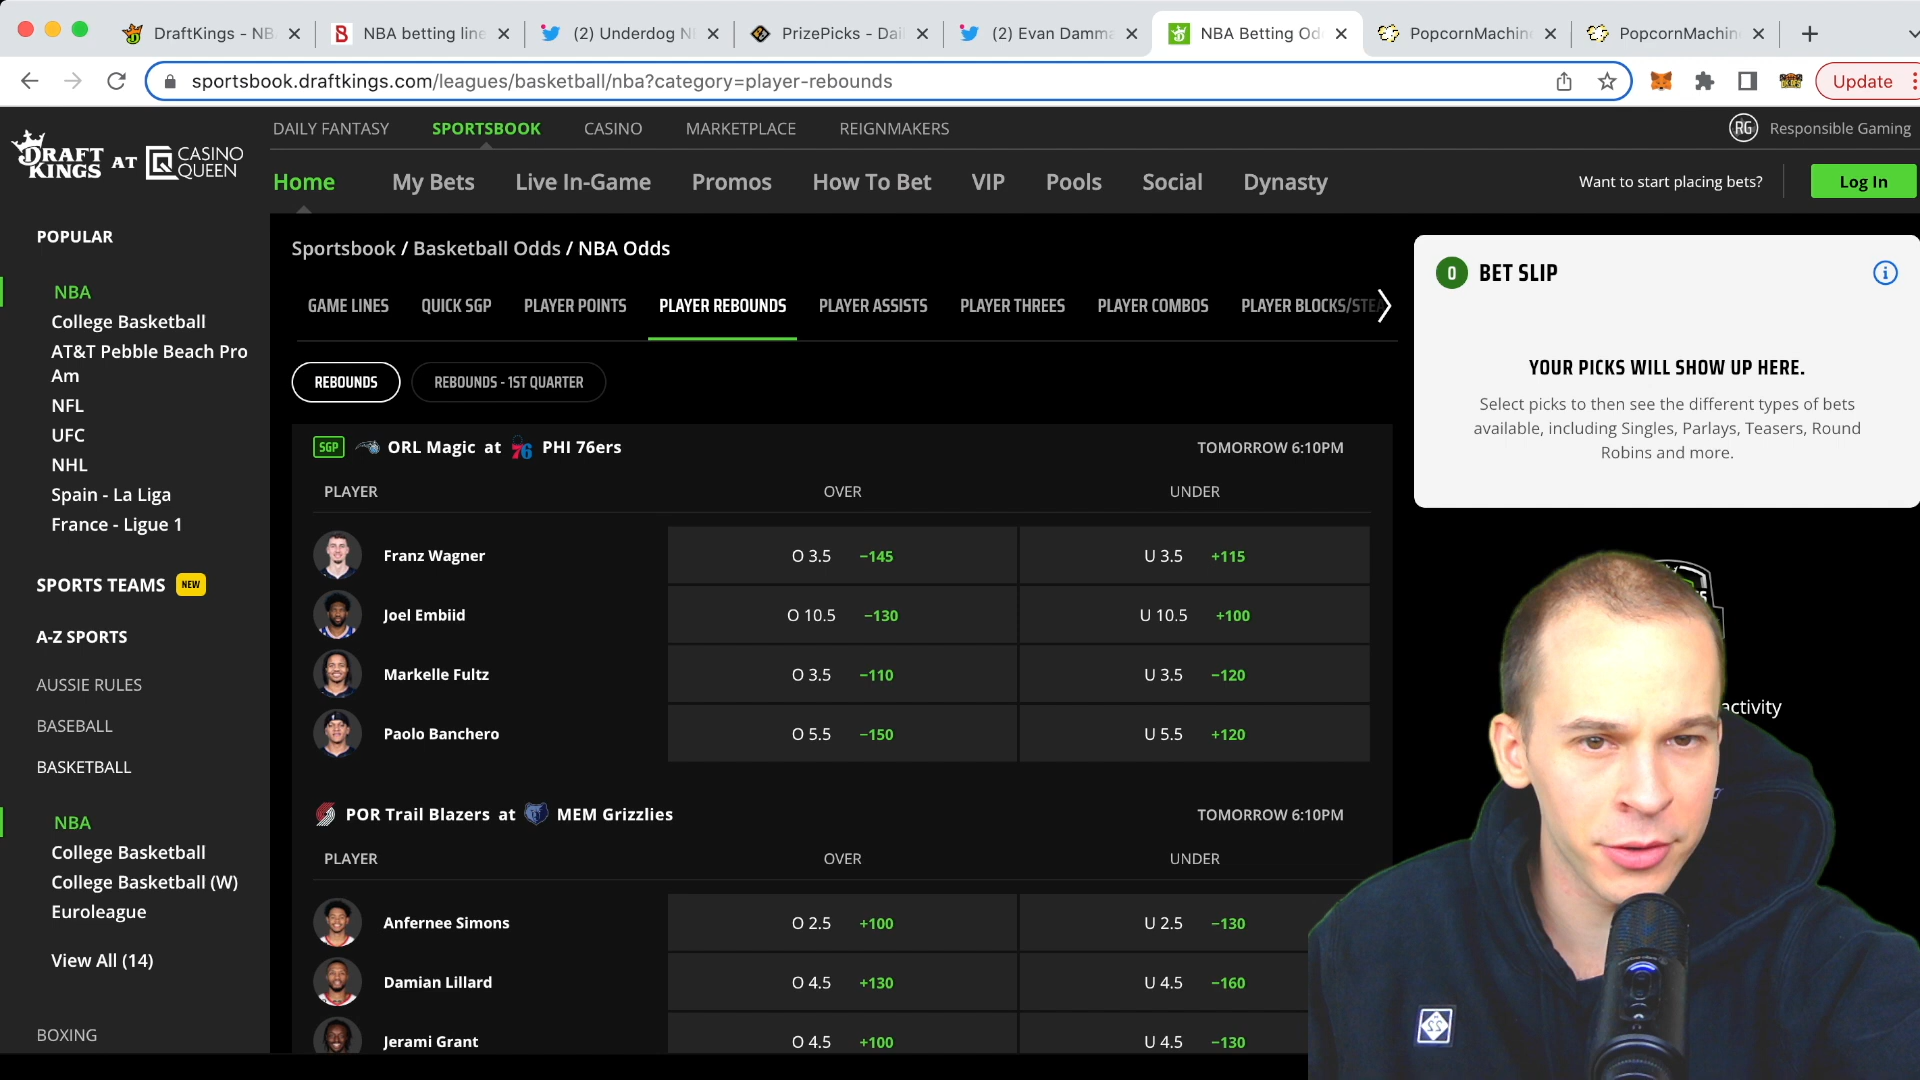 DraftKings - NB
NBA betting line
(2) Underdog N
PrizePicks - Dai
(2) Evan Damma
NBA Betting Od
PopcornMachin
PopcornMachin
sportsbook.draftkings.com/leagues/basketball/nba?category=player-rebounds
Update
DRAFT KINGS AT CASINO QUEEN
DAILY FANTASY
SPORTSBOOK
CASINO
MARKETPLACE
REIGNMAKERS
RG Responsible Gaming
Home
My Bets
Live In-Game
Promos
How To Bet
VIP
Pools
Social
Dynasty
Want to start placing bets?
Log In
POPULAR
NBA
College Basketball
AT&T Pebble Beach Pro
Am
NFL
UFC
NHL
Spain - La Liga
France - Ligue 1
SPORTS TEAMS NEW
A-Z SPORTS
AUSSIE RULES
BASEBALL
BASKETBALL
NBA
College Basketball
College Basketball (W)
Euroleague
View All (14)
BOXING
Sportsbook / Basketball Odds / NBA Odds
GAME LINES
QUICK SGP
PLAYER POINTS
PLAYER REBOUNDS
PLAYER ASSISTS
PLAYER THREES
PLAYER COMBOS
PLAYER BLOCKS/STEA
REBOUNDS
REBOUNDS - 1ST QUARTER
SGP ORL Magic at 76 PHI 76ers TOMORROW 6:10PM
PLAYER OVER UNDER
Franz Wagner O 3.5 −145 U 3.5 +115
Joel Embiid O 10.5 −130 U 10.5 +100
Markelle Fultz O 3.5 −110 U 3.5 −120
Paolo Banchero O 5.5 −150 U 5.5 +120
POR Trail Blazers at MEM Grizzlies TOMORROW 6:10PM
PLAYER OVER UNDER
Anfernee Simons O 2.5 +100 U 2.5 −130
Damian Lillard O 4.5 +130 U 4.5 −160
Jerami Grant O 4.5 +100 U 4.5 −130
0 BET SLIP
YOUR PICKS WILL SHOW UP HERE.
Select picks to then see the different types of bets
available, including Singles, Parlays, Teasers, Round
Robins and more.
activity